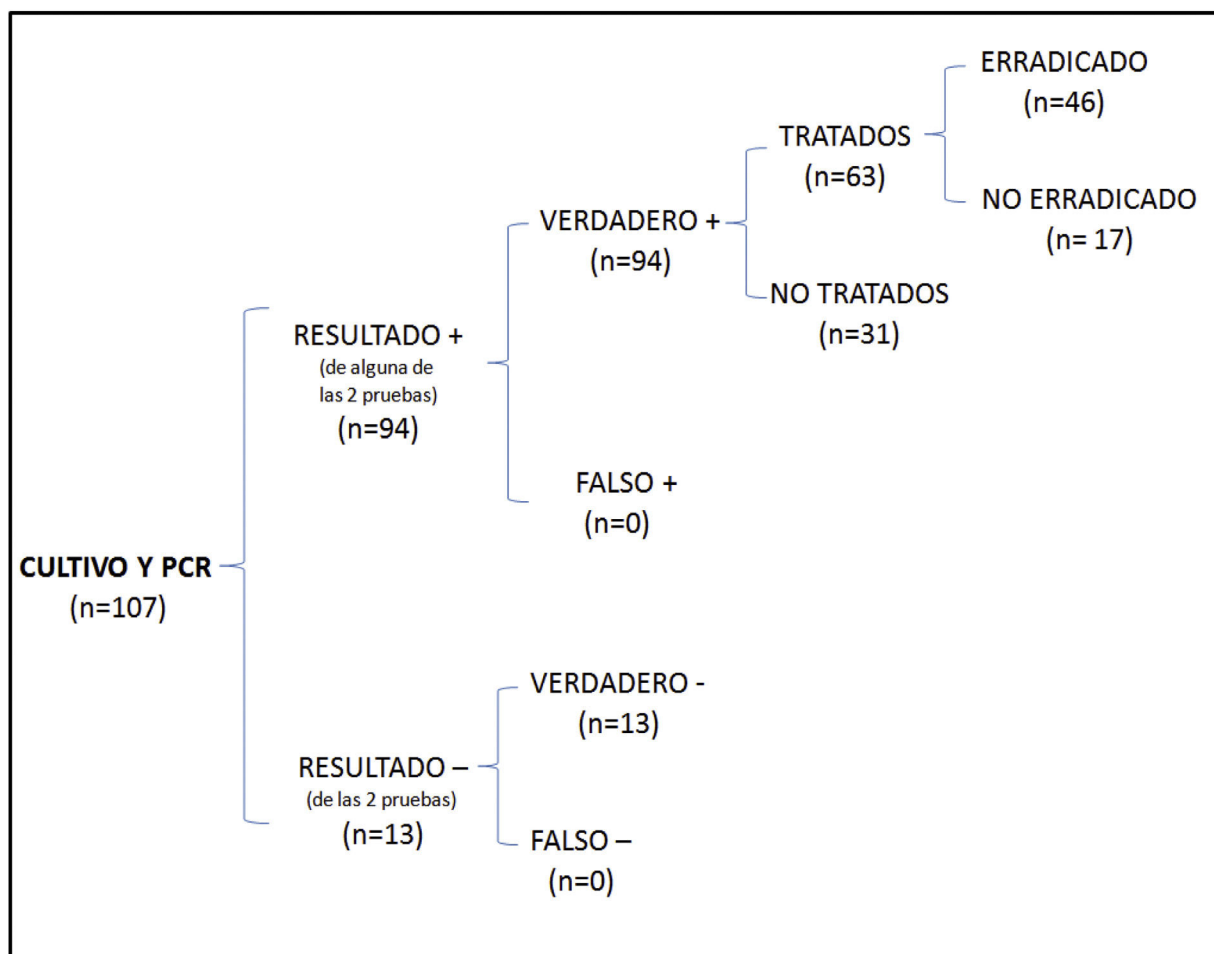 CULTIVO Y PCR
(n=107)
RESULTADO +
(de alguna de
las 2 pruebas)
(n=94)
VERDADERO +
(n=94)
TRATADOS
(n=63)
ERRADICADO
(n=46)
NO ERRADICADO
(n= 17)
NO TRATADOS
(n=31)
FALSO +
(n=0)
RESULTADO –
(de las 2 pruebas)
(n=13)
VERDADERO -
(n=13)
FALSO –
(n=0)